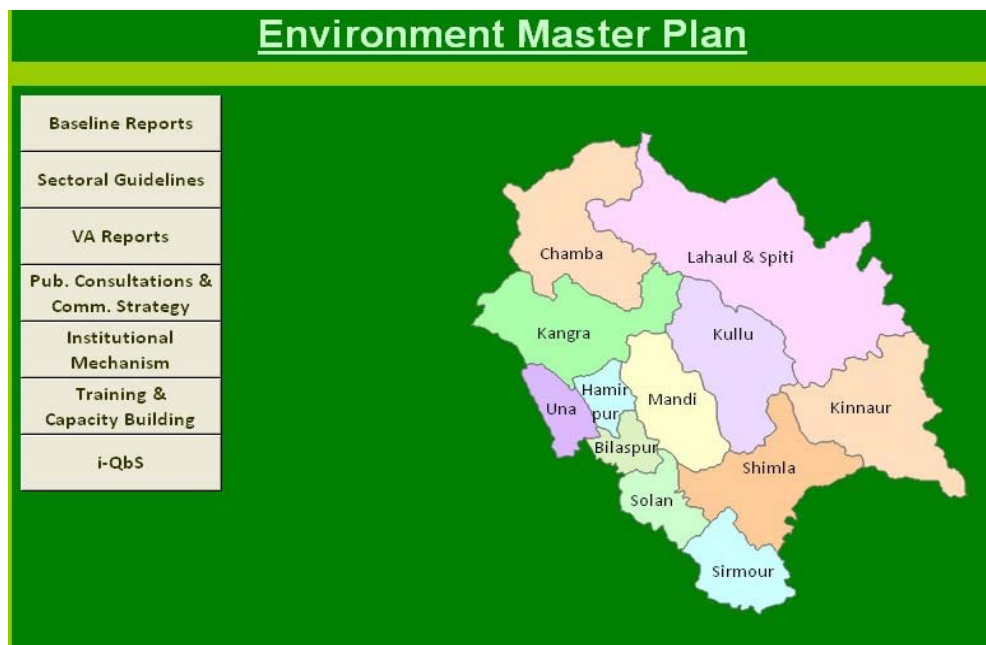 Environment Master Plan
Baseline Reports
Sectoral Guidelines
VA Reports
Pub. Consultations &
Comm. Strategy
Institutional
Mechanism
Training &
Capacity Building
i-QbS
Chamba
Lahaul & Spiti
Kangra
Kullu
Hamir
pur
Una
Mandi
Kinnaur
Bilaspur
Shimla
Solan
Sirmour